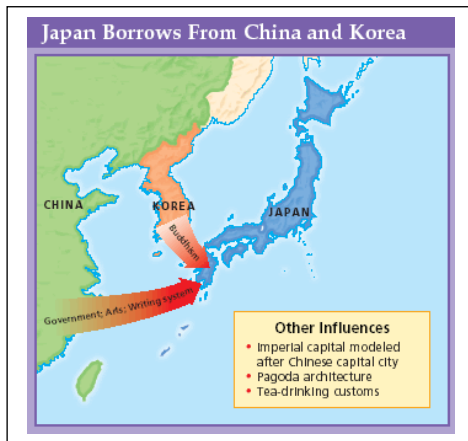 Japan Borrows From China and Korea
CHINA
KOREA
JAPAN
Buddhism
Government; Arts; Writing system
Other Influences
• Imperial capital modeled
after Chinese capital city
• Pagoda architecture
• Tea-drinking customs